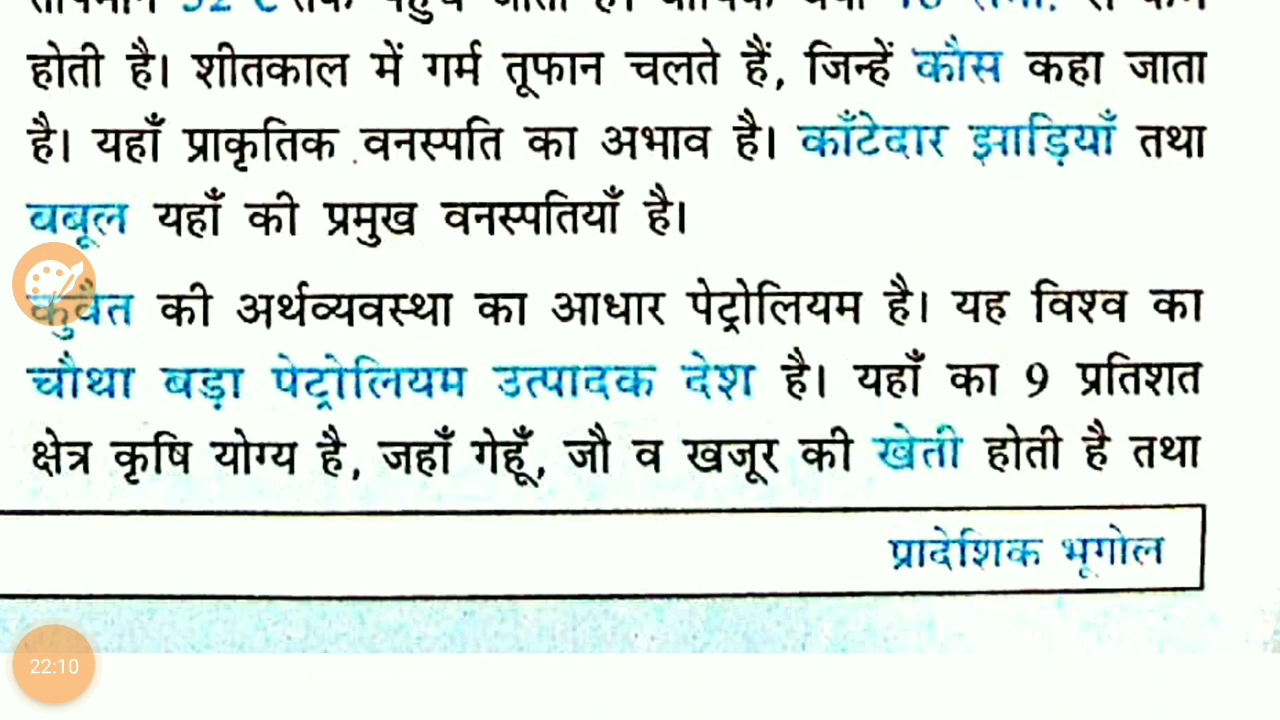 होती है। शीतकाल में गर्म तूफान चलते हैं, जिन्हें कौस कहा जाता
है। यहाँ प्राकृतिक वनस्पति का अभाव है। काँटेदार झाड़ियाँ तथा
बबूल यहाँ की प्रमुख वनस्पतियाँ है।
कुवैत की अर्थव्यवस्था का आधार पेट्रोलियम है। यह विश्व का
चौथा बड़ा पेट्रोलियम उत्पादक देश है। यहाँ का 9 प्रतिशत
क्षेत्र कृषि योग्य है, जहाँ गेहूँ, जौ व खजूर की खेती होती है तथा
प्रादेशिक भूगोल
22:10